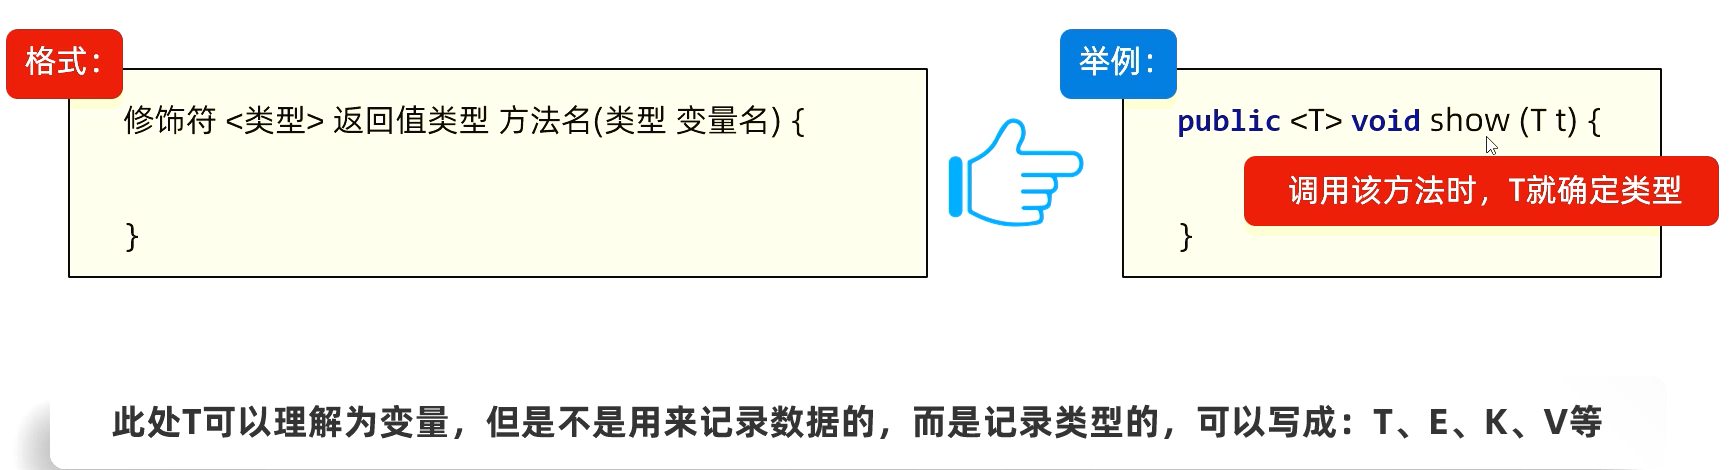 格式：
修饰符 <类型> 返回值类型 方法名(类型 变量名) {
}
举例：
public <T> void show (T t) {
调用该方法时，T就确定类型
}
此处T可以理解为变量，但是不是用来记录数据的，而是记录类型的，可以写成：T、E、K、V等